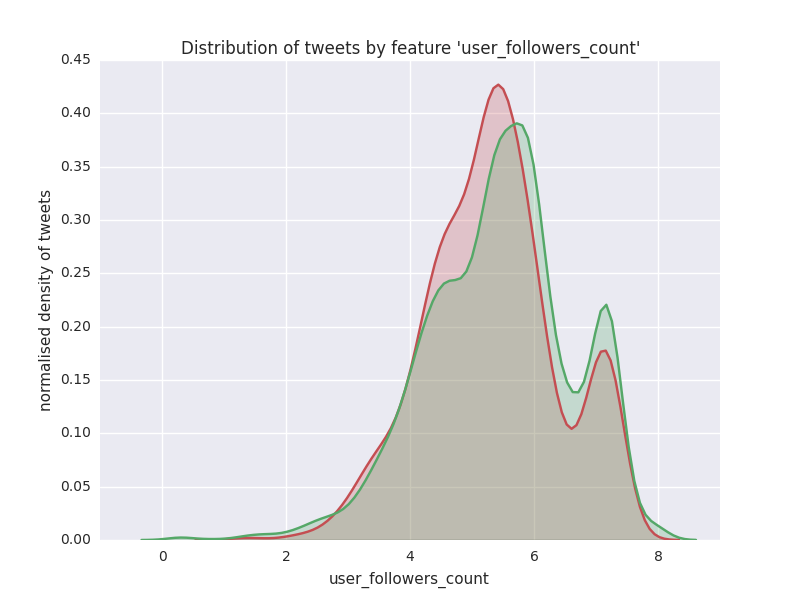 Distribution of tweets by feature 'user_followers_count'
0.45
0.40
0.35
0.30
0.25
0.20
0.15
0.10
0.05
0.00
normalised density of tweets
0 2 4 6 8
user_followers_count